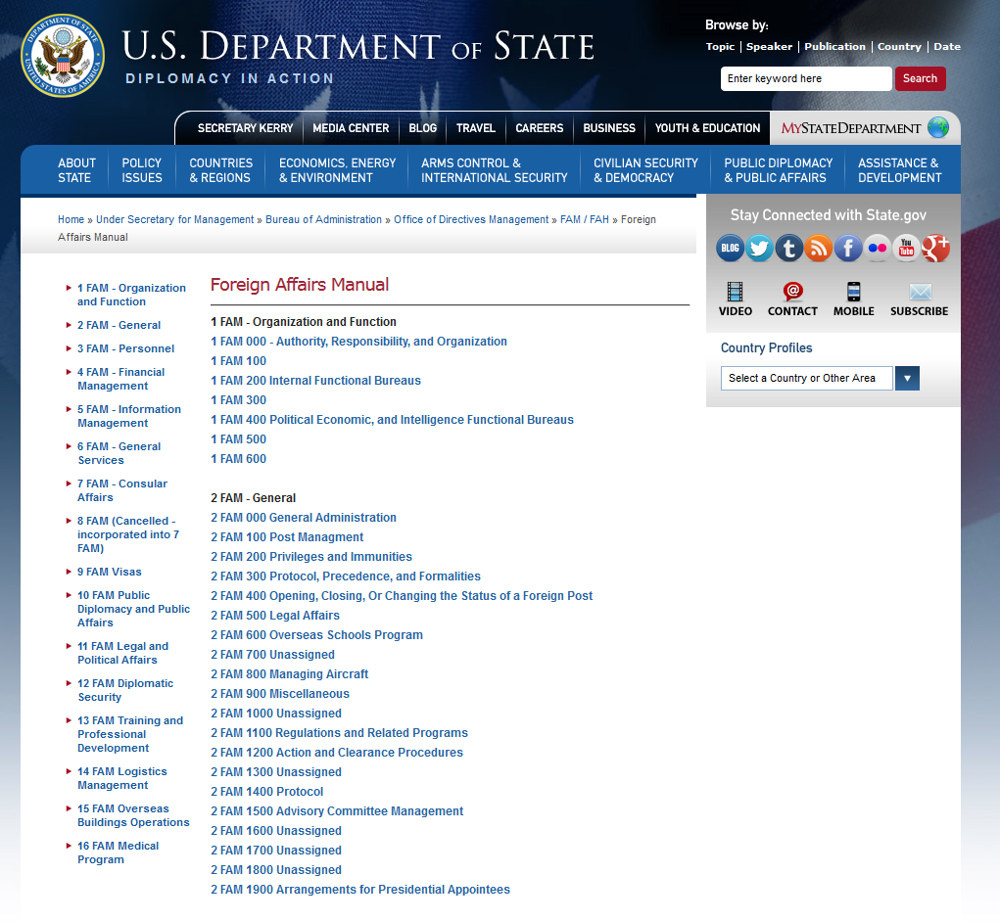 U.S. DEPARTMENT OF STATE
DIPLOMACY IN ACTION
Browse by:
Topic | Speaker | Publication | Country | Date
Enter keyword here
Search
SECRETARY KERRY
MEDIA CENTER
BLOG
TRAVEL
CAREERS
BUSINESS
YOUTH & EDUCATION
MYSTATEDEPARTMENT
ABOUT
STATE
POLICY
ISSUES
COUNTRIES
& REGIONS
ECONOMICS, ENERGY
& ENVIRONMENT
ARMS CONTROL &
INTERNATIONAL SECURITY
CIVILIAN SECURITY
& DEMOCRACY
PUBLIC DIPLOMACY
& PUBLIC AFFAIRS
ASSISTANCE &
DEVELOPMENT
Home » Under Secretary for Management » Bureau of Administration » Office of Directives Management » FAM / FAH » Foreign
Affairs Manual
1 FAM - Organization
and Function
2 FAM - General
3 FAM - Personnel
4 FAM - Financial
Management
5 FAM - Information
Management
6 FAM - General
Services
7 FAM - Consular
Affairs
8 FAM (Cancelled -
incorporated into 7
FAM)
9 FAM Visas
10 FAM Public
Diplomacy and Public
Affairs
11 FAM Legal and
Political Affairs
12 FAM Diplomatic
Security
13 FAM Training and
Professional
Development
14 FAM Logistics
Management
15 FAM Overseas
Buildings Operations
16 FAM Medical
Program
Foreign Affairs Manual
1 FAM - Organization and Function
1 FAM 000 - Authority, Responsibility, and Organization
1 FAM 100
1 FAM 200 Internal Functional Bureaus
1 FAM 300
1 FAM 400 Political Economic, and Intelligence Functional Bureaus
1 FAM 500
1 FAM 600
2 FAM - General
2 FAM 000 General Administration
2 FAM 100 Post Managment
2 FAM 200 Privileges and Immunities
2 FAM 300 Protocol, Precedence, and Formalities
2 FAM 400 Opening, Closing, Or Changing the Status of a Foreign Post
2 FAM 500 Legal Affairs
2 FAM 600 Overseas Schools Program
2 FAM 700 Unassigned
2 FAM 800 Managing Aircraft
2 FAM 900 Miscellaneous
2 FAM 1000 Unassigned
2 FAM 1100 Regulations and Related Programs
2 FAM 1200 Action and Clearance Procedures
2 FAM 1300 Unassigned
2 FAM 1400 Protocol
2 FAM 1500 Advisory Committee Management
2 FAM 1600 Unassigned
2 FAM 1700 Unassigned
2 FAM 1800 Unassigned
2 FAM 1900 Arrangements for Presidential Appointees
Stay Connected with State.gov
BLOG
t
f
You
Tube
g+
VIDEO
CONTACT
MOBILE
SUBSCRIBE
Country Profiles
Select a Country or Other Area
DEPARTMENT OF STATE
UNITED STATES OF AMERICA